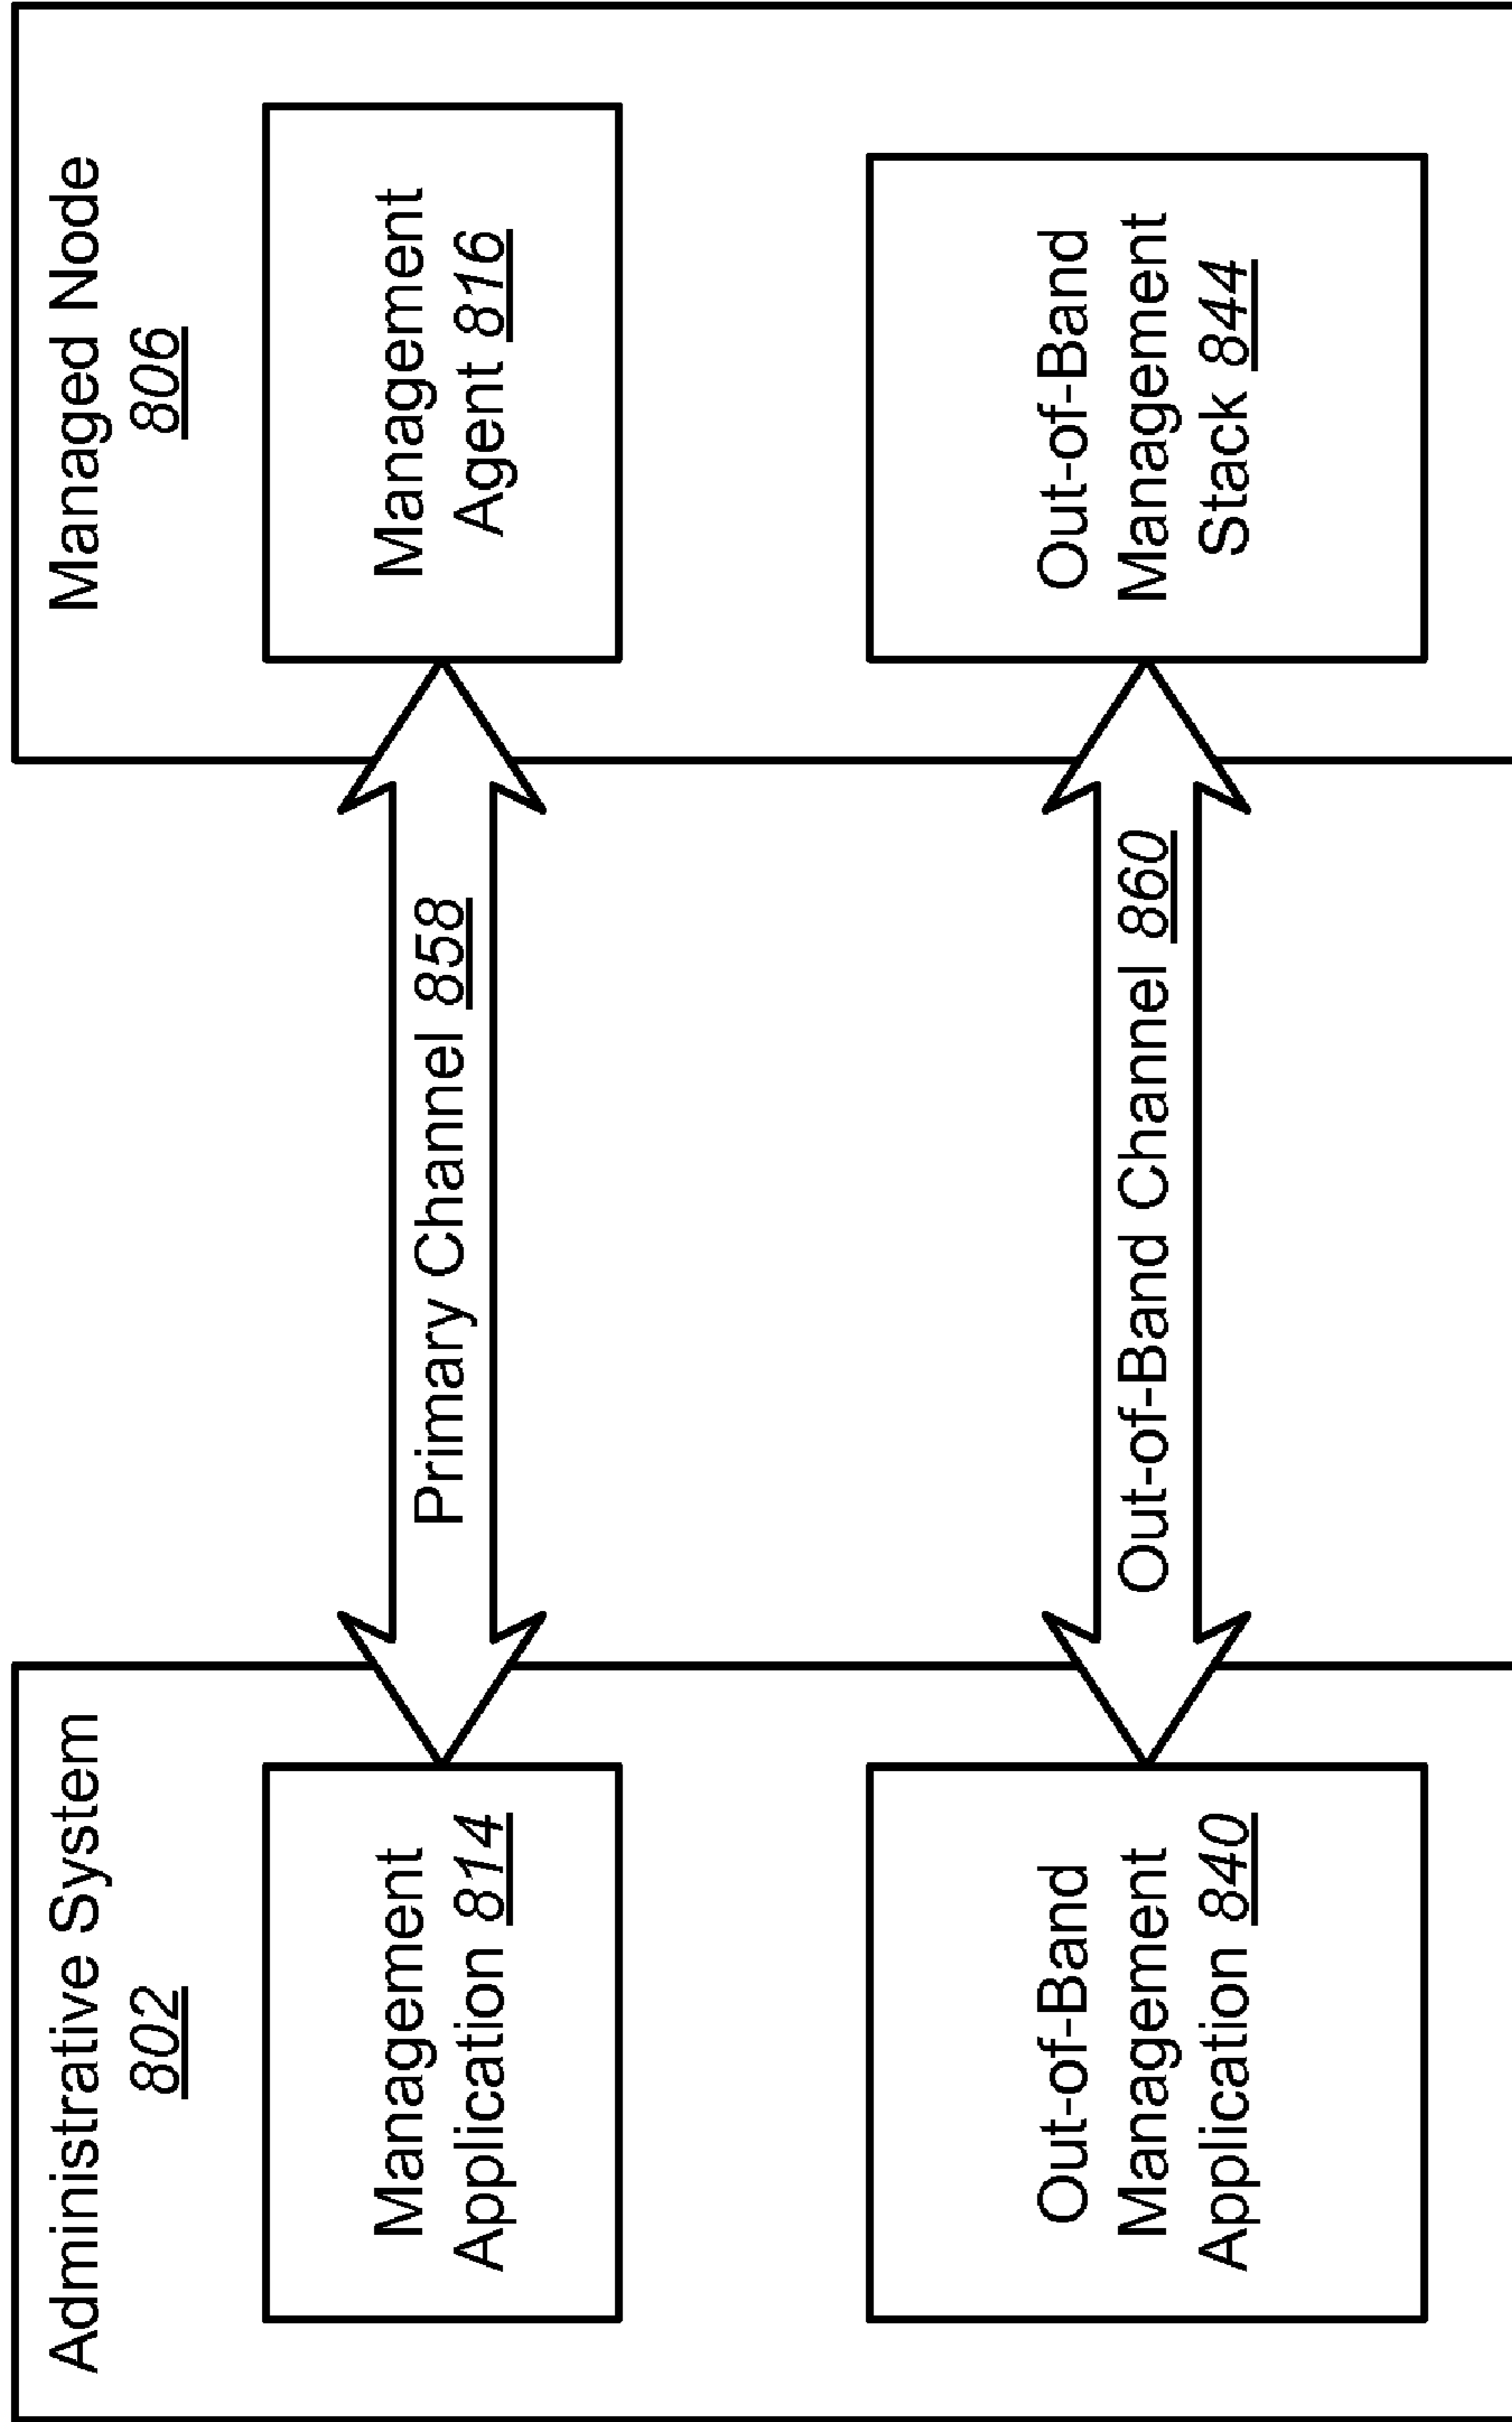 Administrative System
802
Management
Application 814
Out-of-Band
Management
Application 840
Primary Channel 858
Out-of-Band Channel 860
Managed Node
806
Management
Agent 816
Out-of-Band
Management
Stack 844